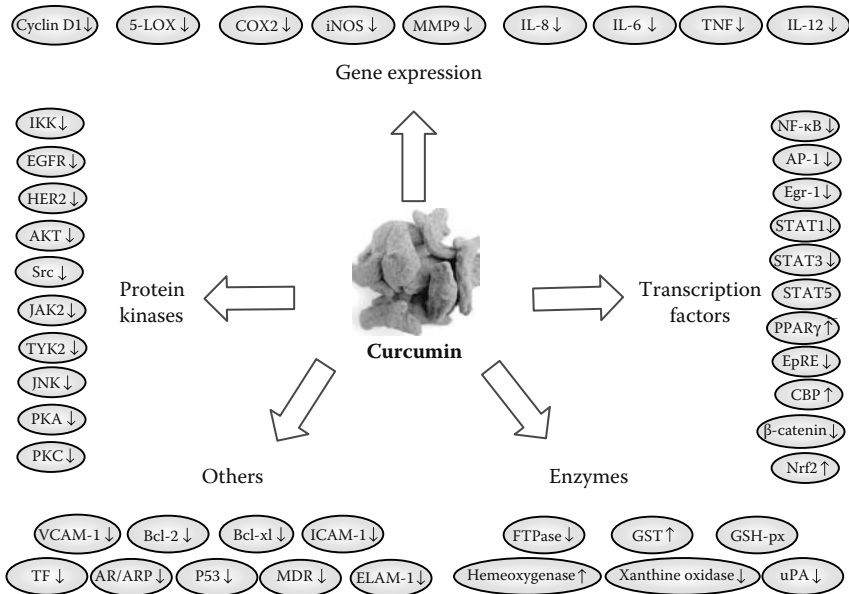 Cyclin D1↓ 5-LOX↓ COX2↓ iNOS↓ MMP9↓ IL-8↓ IL-6↓ TNF↓ IL-12↓
Gene expression
IKK↓
EGFR↓
HER2↓
AKT↓
Src↓
JAK2↓
TYK2↓
JNK↓
PKA↓
PKC↓
Protein
kinases
Curcumin
Transcription
factors
NF-κB↓
AP-1↓
Egr-1↓
STAT1↓
STAT3↓
STAT5
PPARγ↑
EpRE↓
CBP↑
β-catenin↓
Nrf2↑
Others
VCAM-1↓ Bcl-2↓ Bcl-xl↓ ICAM-1↓
TF↓ AR/ARP↓ P53↓ MDR↓ ELAM-1↓
Enzymes
FTPase↓ GST↑ GSH-px
Hemeoxygenase↑ Xanthine oxidase↓ uPA↓